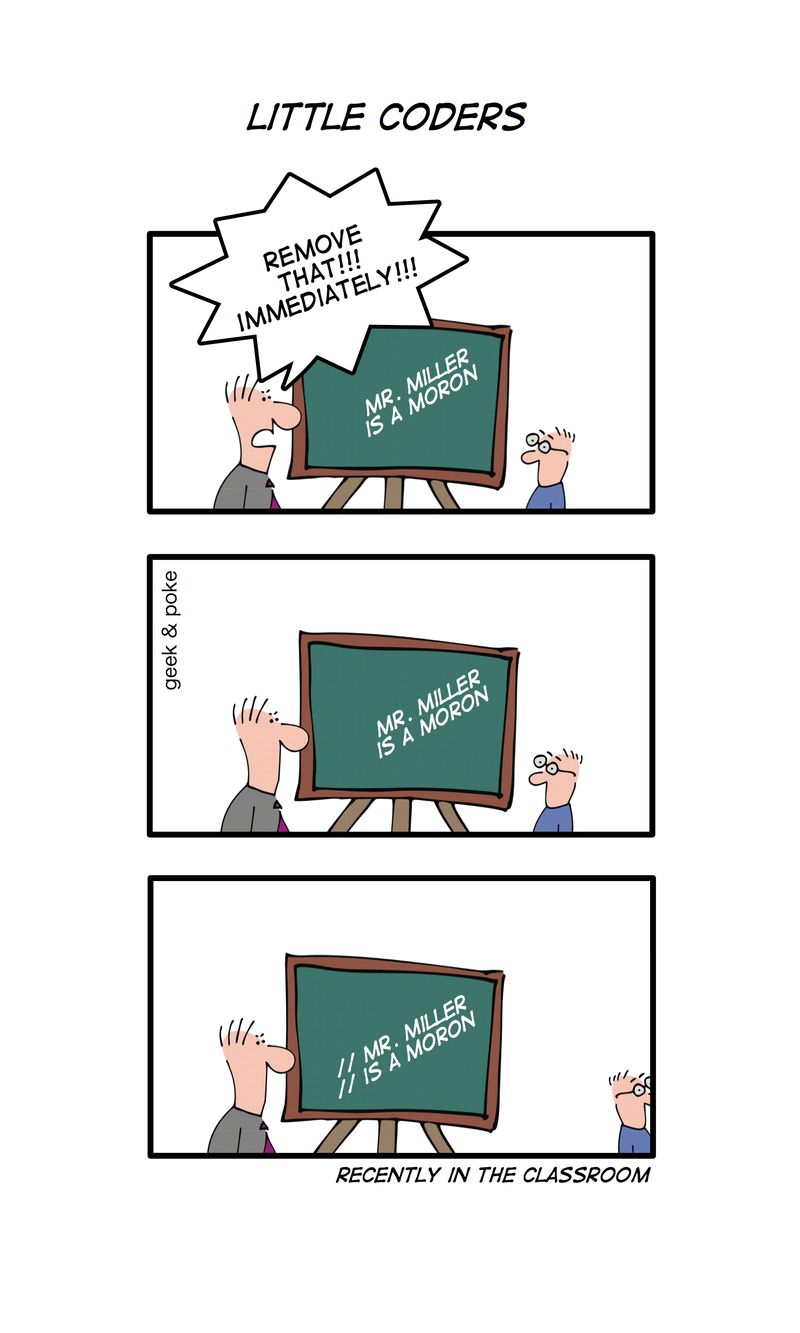 LITTLE CODERS
REMOVE
THAT!!!
IMMEDIATELY!!!
MR. MILLER
IS A MORON
geek & poke
MR. MILLER
IS A MORON
// MR. MILLER
// IS A MORON
RECENTLY IN THE CLASSROOM